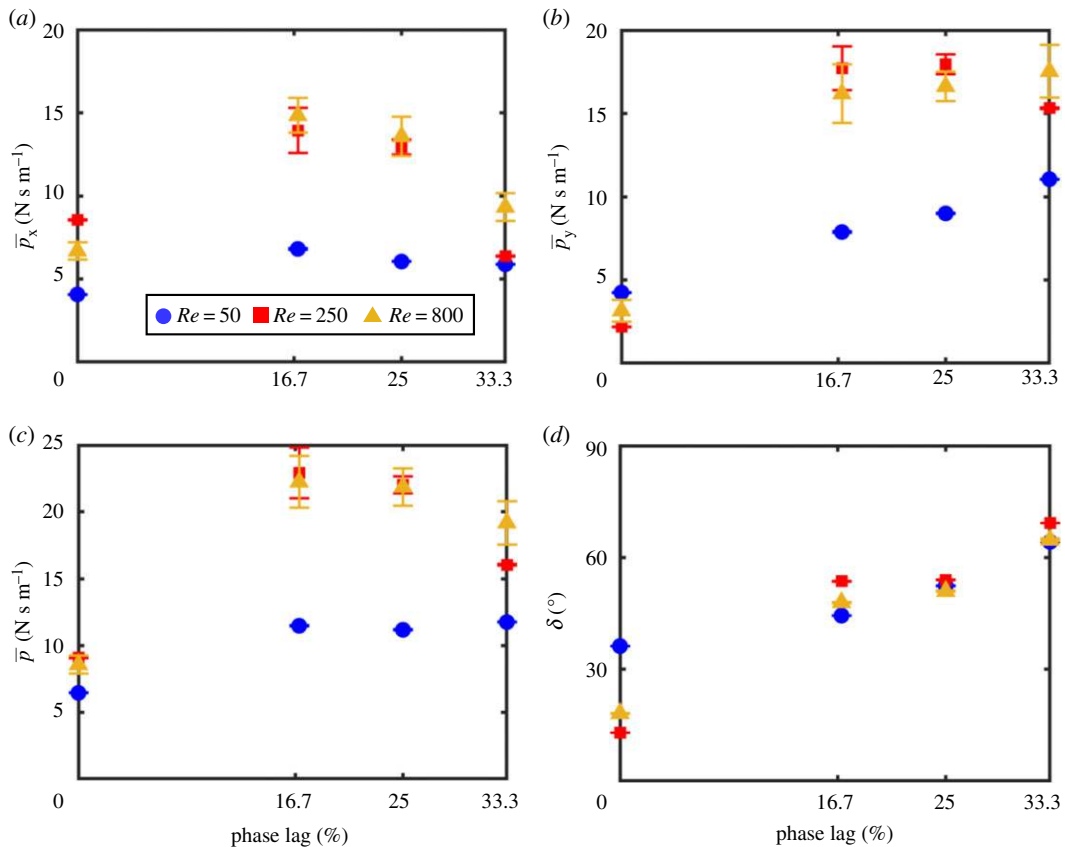 (a)
20
15
10
5
0
p̅x (N s m−1)
Re = 50 Re = 250 Re = 800
16.7 25 33.3
(b)
20
15
10
5
0
p̅y (N s m−1)
16.7 25 33.3
(c)
25
20
15
10
5
0
p̅ (N s m−1)
16.7 25 33.3
phase lag (%)
(d)
90
60
30
0
δ (°)
16.7 25 33.3
phase lag (%)